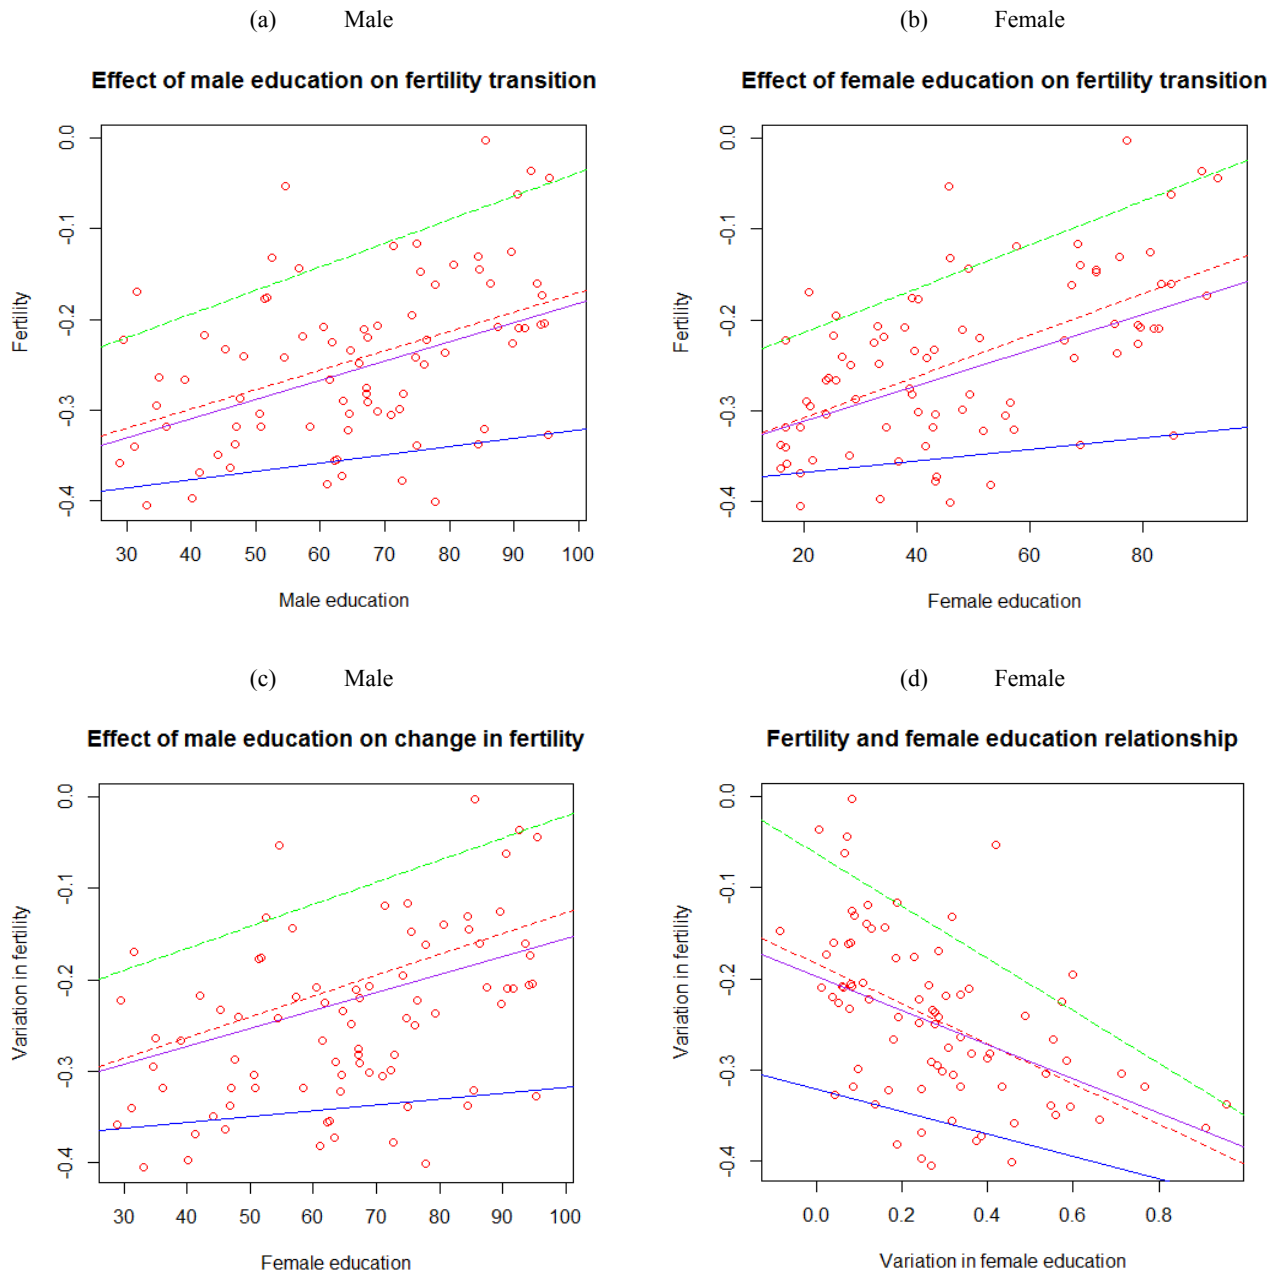 (a) Male
(b) Female
Effect of male education on fertility transition
Effect of female education on fertility transition
Fertility
0.0
-0.1
-0.2
-0.3
-0.4
30 40 50 60 70 80 90 100
Male education
Fertility
0.0
-0.1
-0.2
-0.3
-0.4
20 40 60 80
Female education
(c) Male
(d) Female
Effect of male education on change in fertility
Fertility and female education relationship
Variation in fertility
0.0
-0.1
-0.2
-0.3
-0.4
30 40 50 60 70 80 90 100
Female education
Variation in fertility
0.0
-0.1
-0.2
-0.3
-0.4
0.0 0.2 0.4 0.6 0.8
Variation in female education